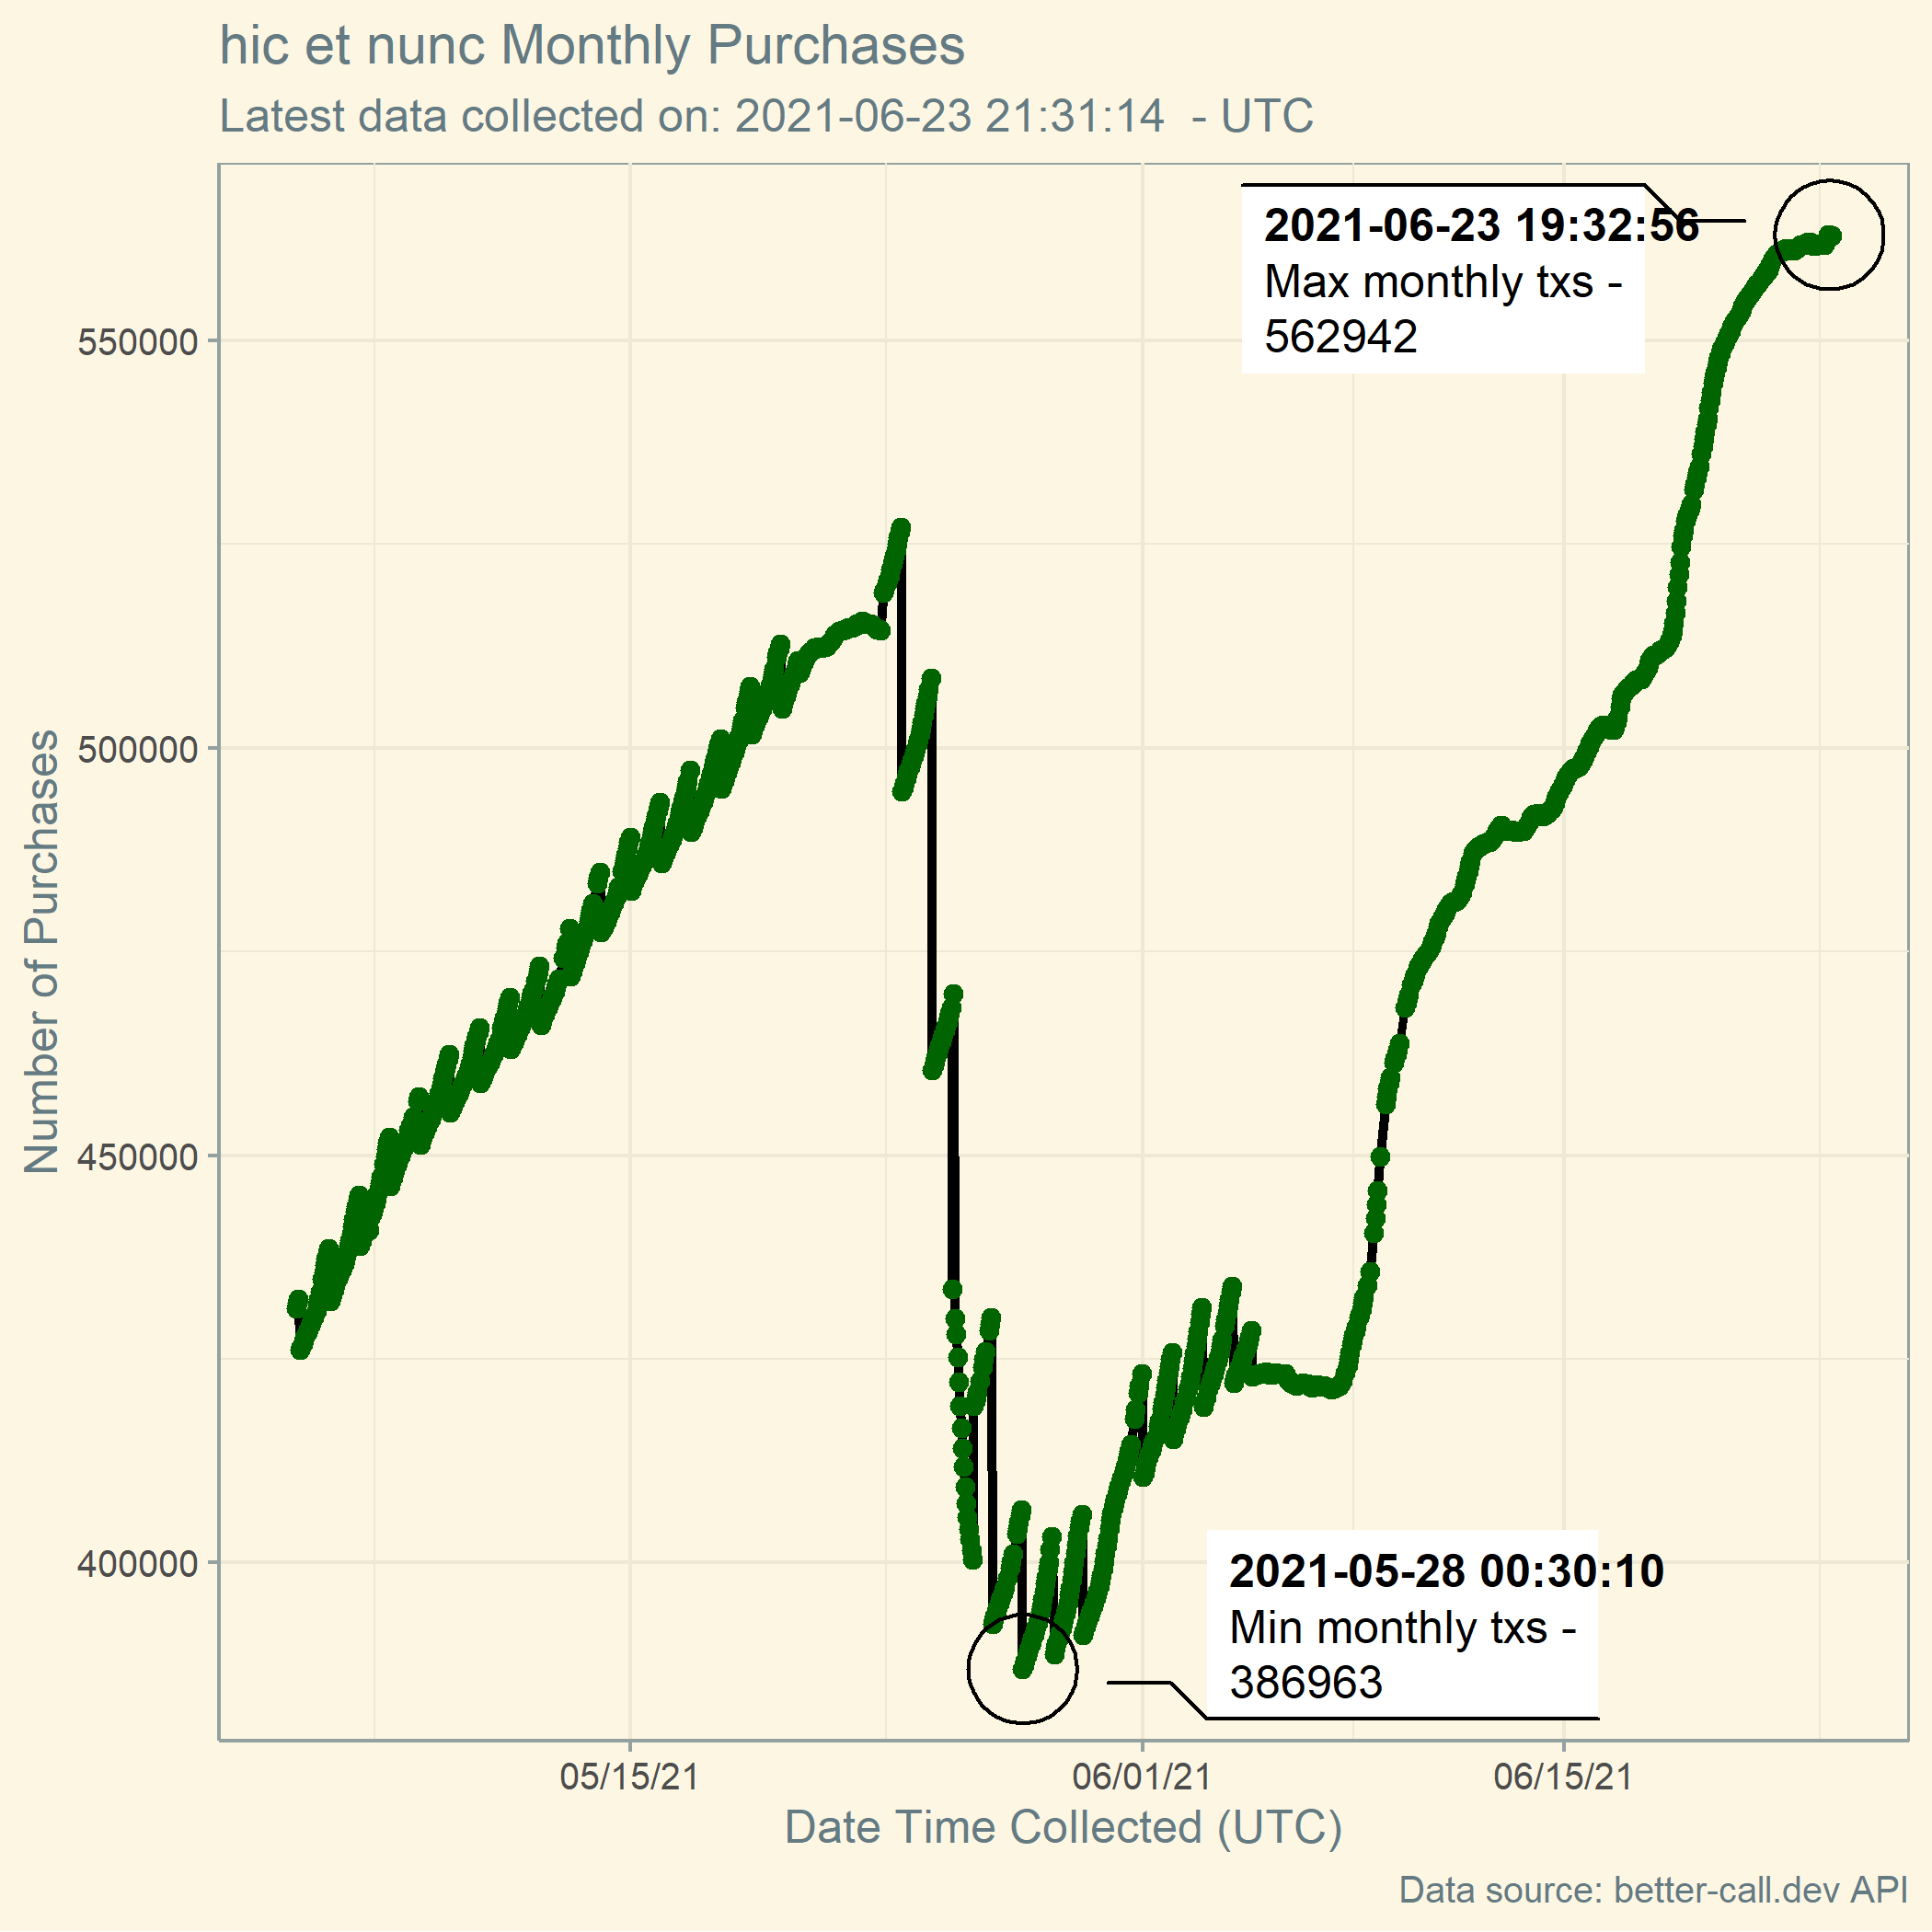 hic et nunc Monthly Purchases
Latest data collected on: 2021-06-23 21:31:14  - UTC
2021-06-23 19:32:56
Max monthly txs -
562942
550000
500000
450000
400000
Number of Purchases
2021-05-28 00:30:10
Min monthly txs -
386963
05/15/21
06/01/21
06/15/21
Date Time Collected (UTC)
Data source: better-call.dev API